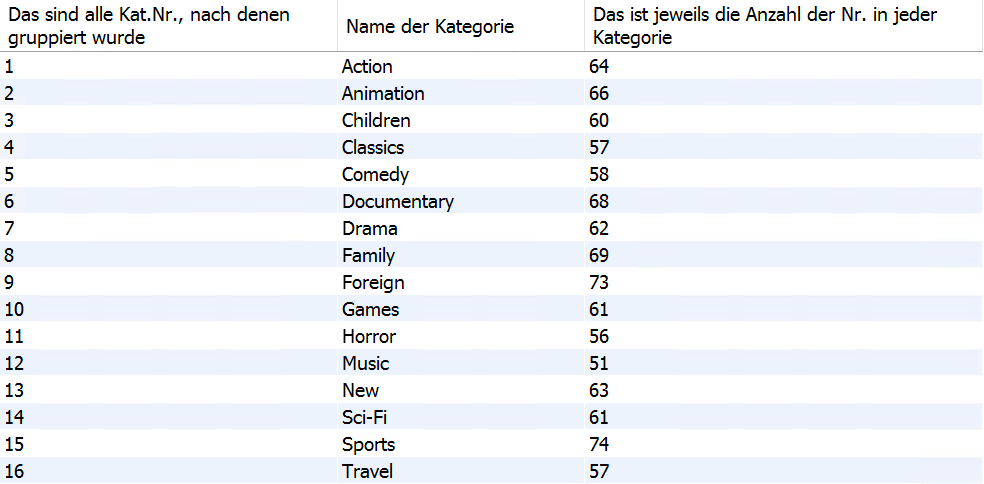 Das sind alle Kat.Nr., nach denen gruppiert wurde	Name der Kategorie	Das ist jeweils die Anzahl der Nr. in jeder Kategorie
1	Action	64
2	Animation	66
3	Children	60
4	Classics	57
5	Comedy	58
6	Documentary	68
7	Drama	62
8	Family	69
9	Foreign	73
10	Games	61
11	Horror	56
12	Music	51
13	New	63
14	Sci-Fi	61
15	Sports	74
16	Travel	57